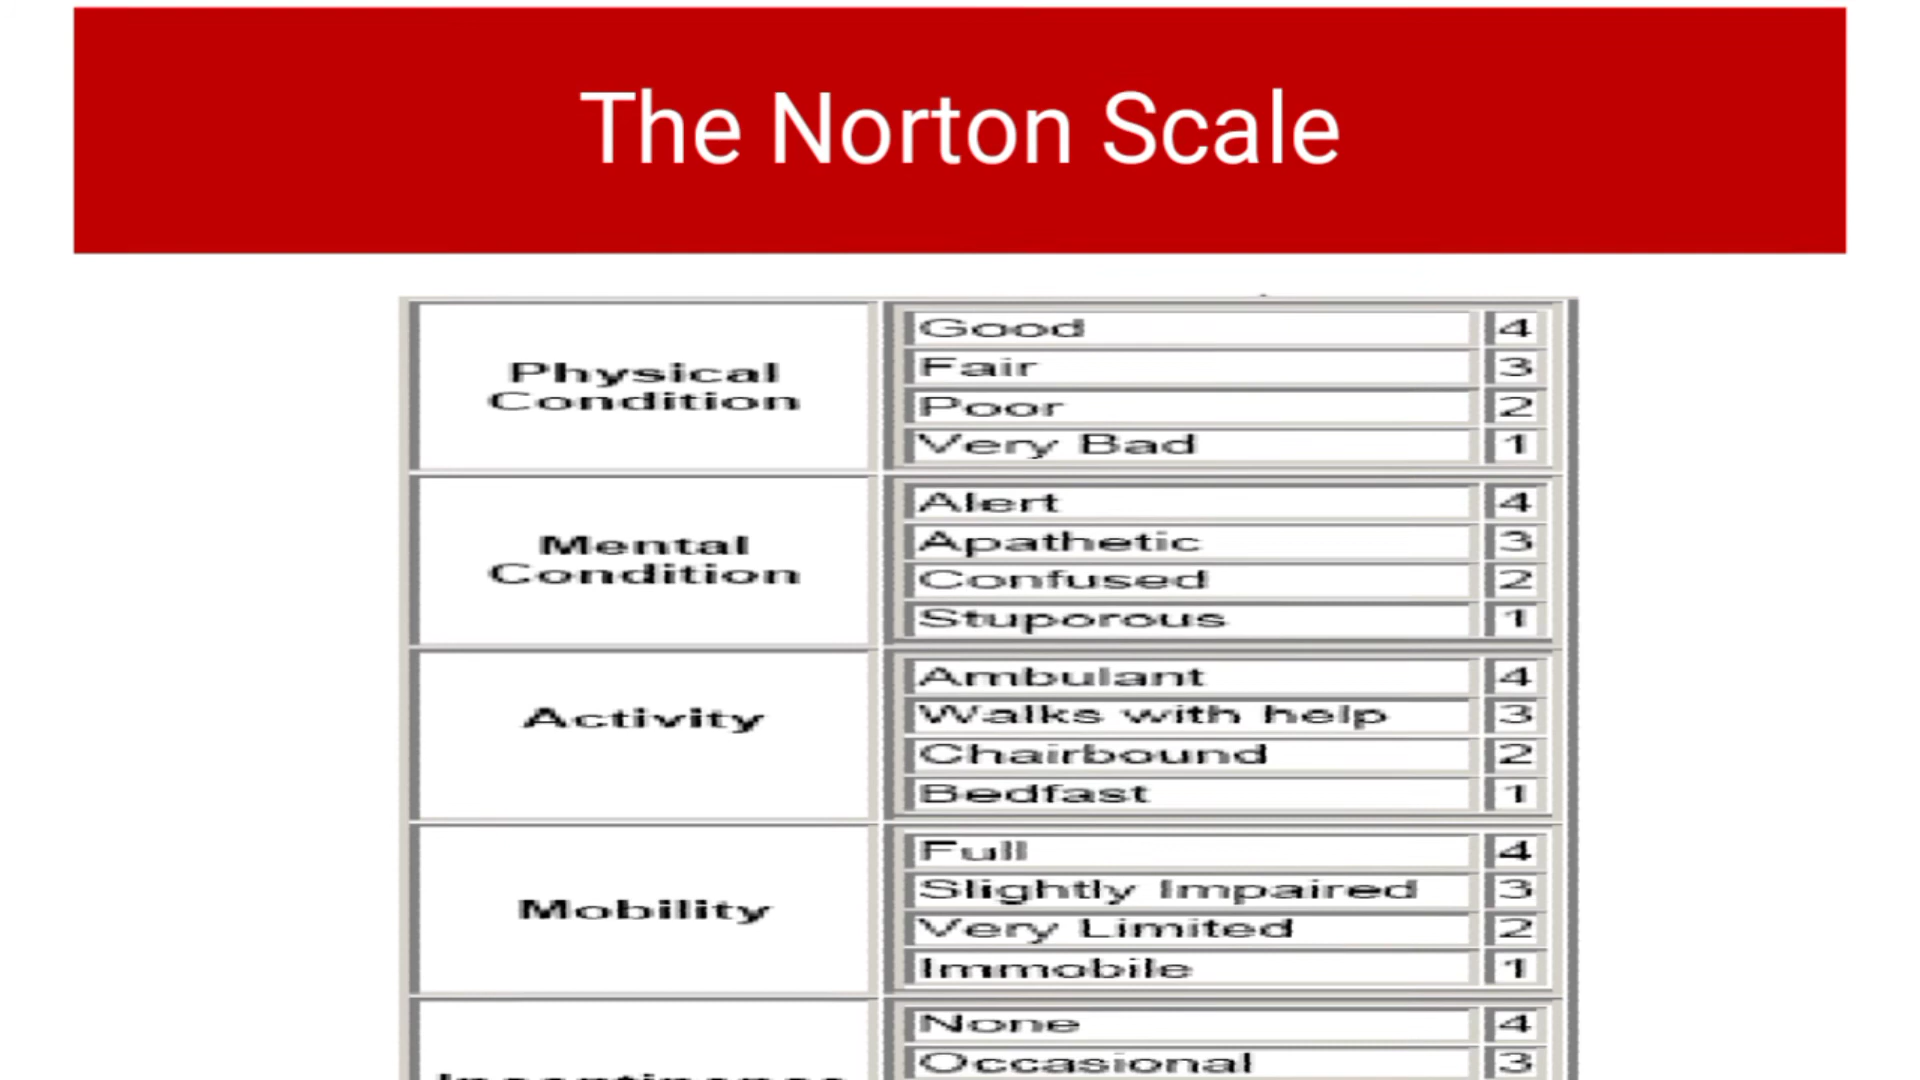 The Norton Scale
Physical
Condition
Good 4
Fair 3
Poor 2
Very Bad 1
Mental
Condition
Alert 4
Apathetic 3
Confused 2
Stuporous 1
Activity
Ambulant 4
Walks with help 3
Chairbound 2
Bedfast 1
Mobility
Full 4
Slightly Impaired 3
Very Limited 2
Immobile 1
Incontinence
None 4
Occasional 3